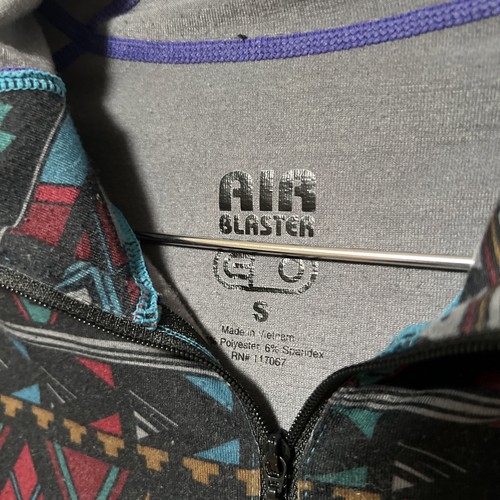 AIR
BLASTER
S
Made in Vietnam
Polyester 6% Spandex
RN# 117067